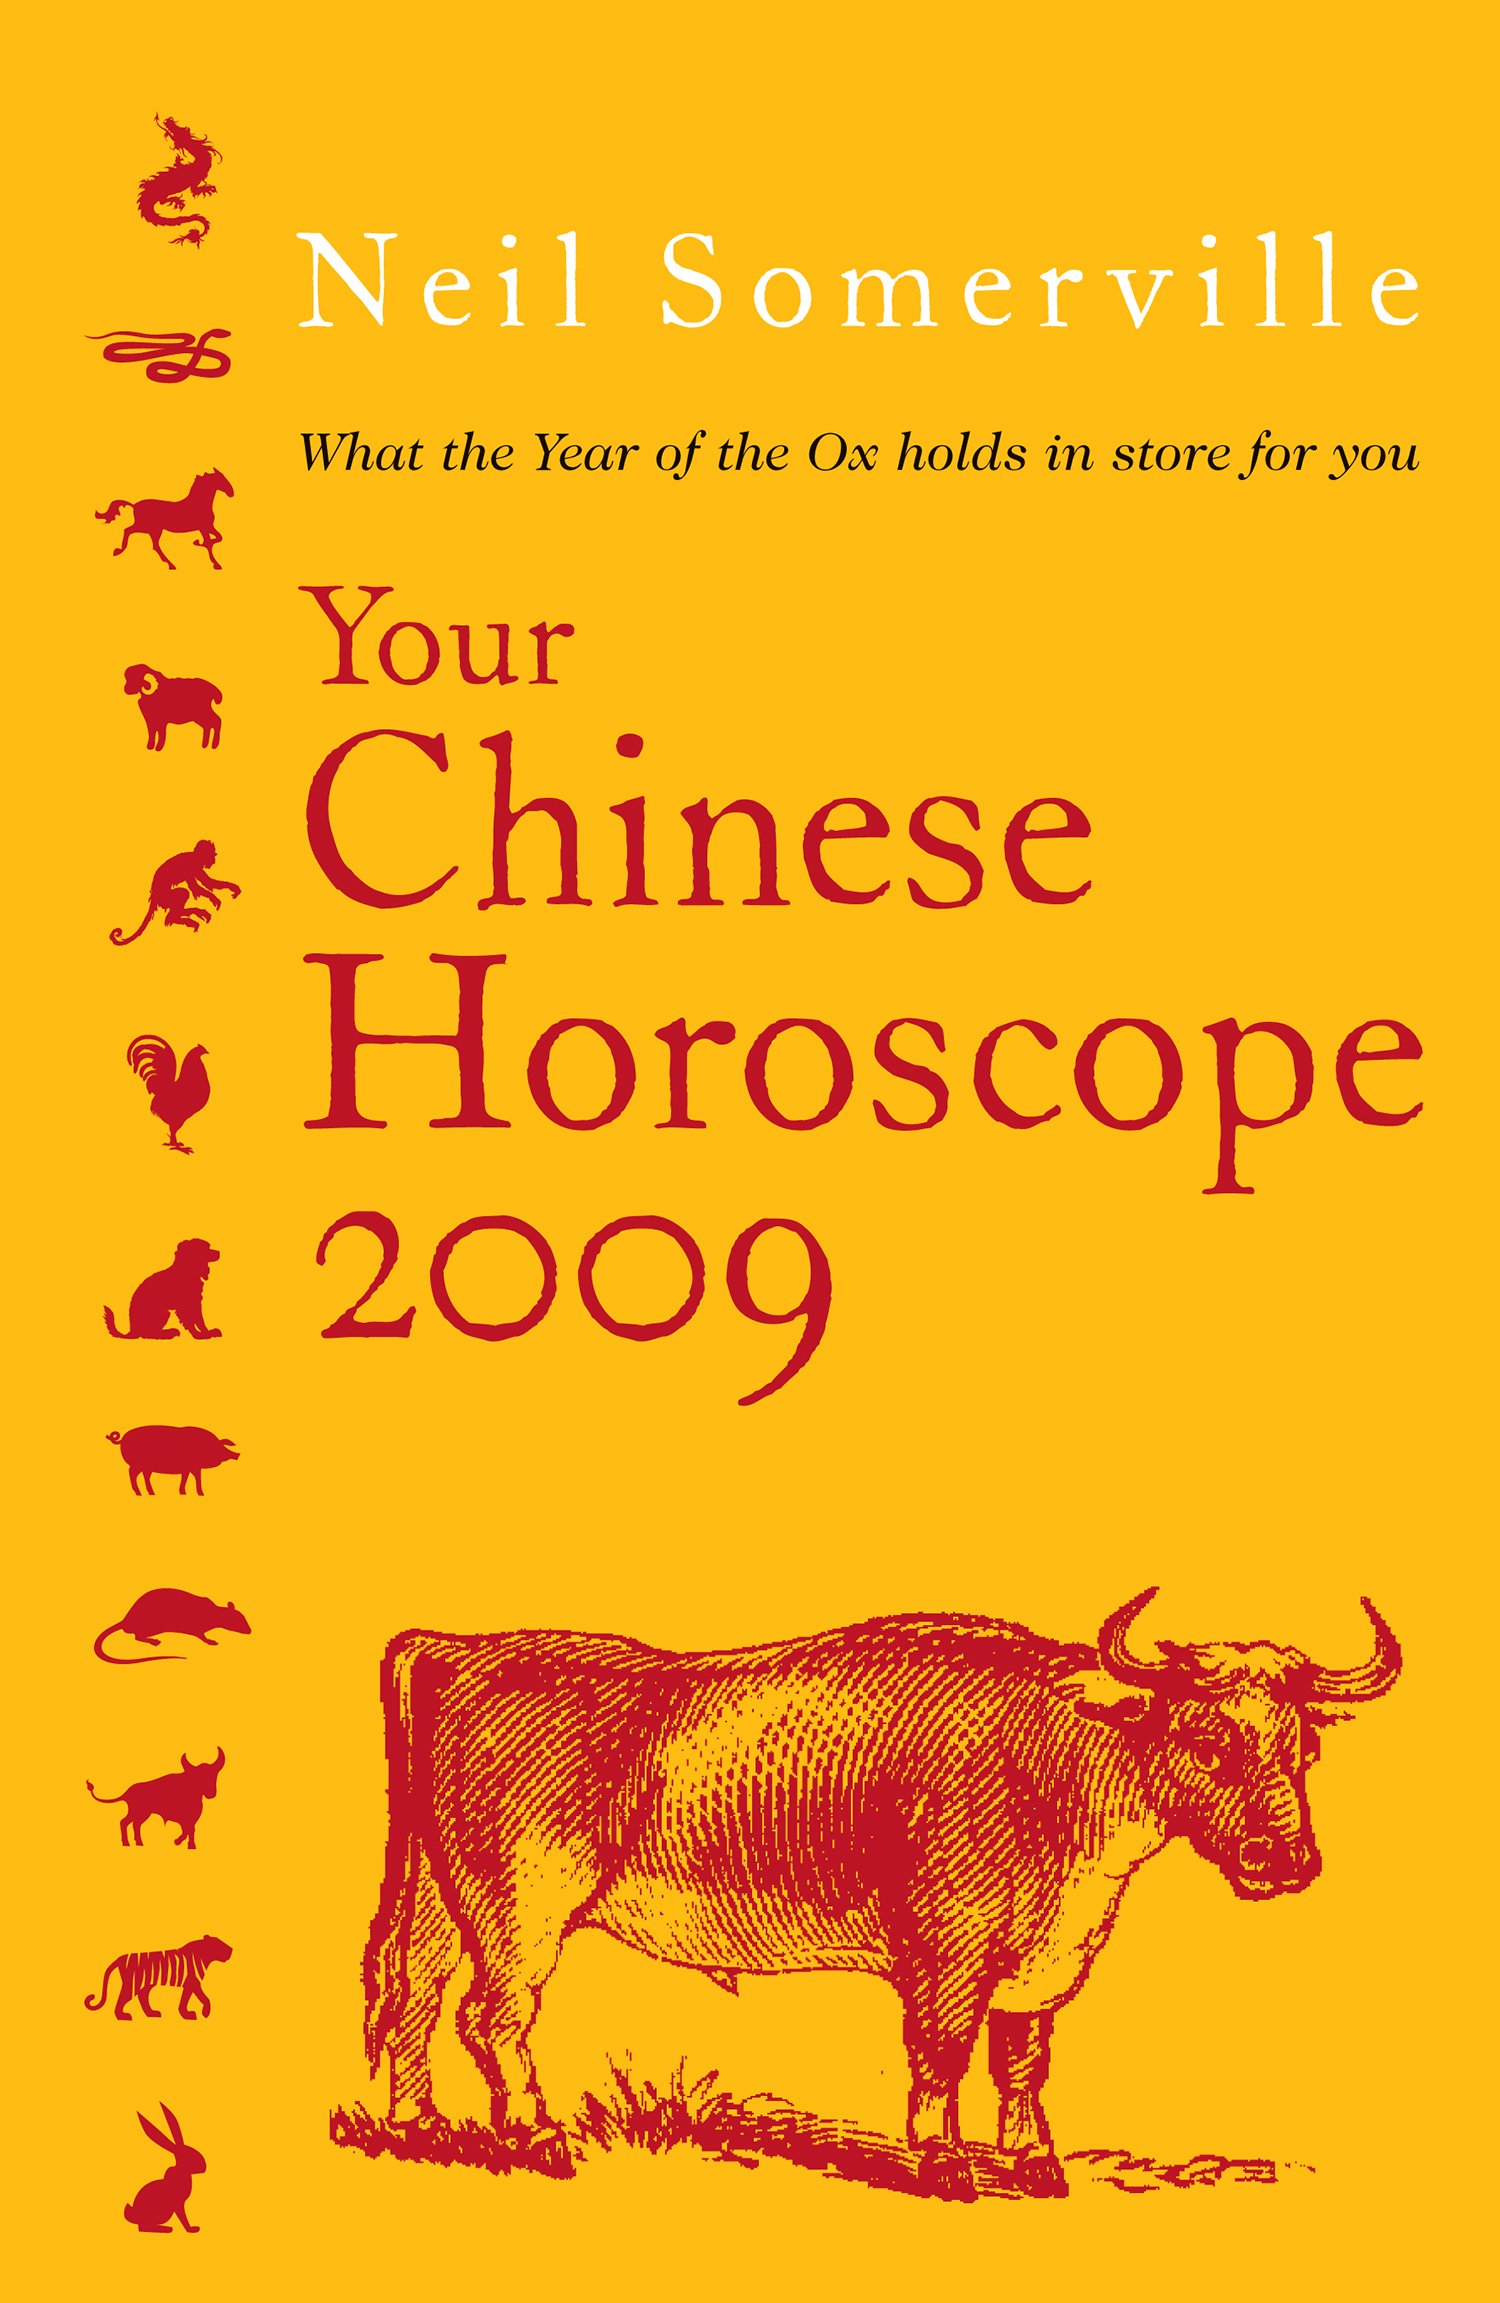 Neil Somerville
What the Year of the Ox holds in store for you
Your
Chinese
Horoscope
2009